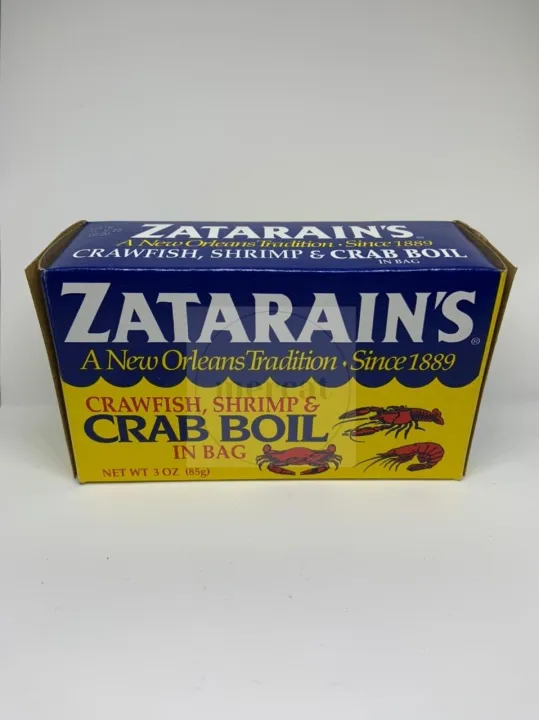 ZATARAIN'S
A New Orleans Tradition · Since 1889
CRAWFISH, SHRIMP & CRAB BOIL
IN BAG
ZATARAIN'S®
A New Orleans Tradition · Since 1889
CRAWFISH, SHRIMP &
CRAB BOIL
IN BAG
NET WT 3 OZ (85g)